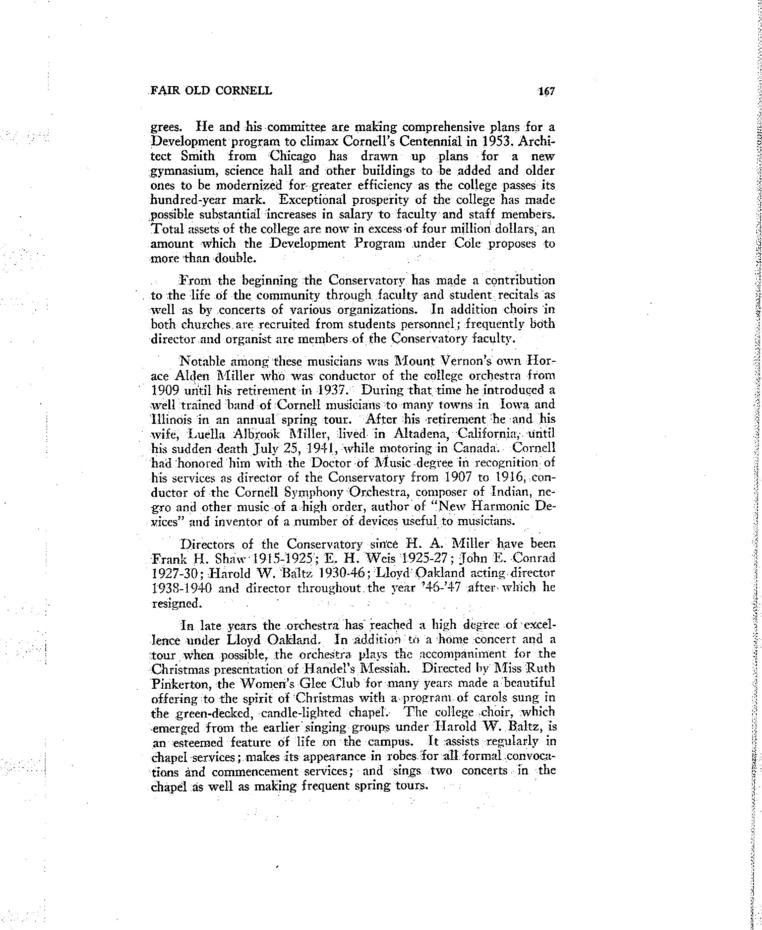 FAIR OLD CORNELL 167
grees. He and his committee are making comprehensive plans for a
Development program to climax Cornell's Centennial in 1953. Archi-
tect Smith from Chicago has drawn up plans for a new
gymnasium, science hall and other buildings to be added and older
ones to be modernized for greater efficiency as the college passes its
hundred-year mark. Exceptional prosperity of the college has made
possible substantial increases in salary to faculty and staff members.
Total assets of the college are now in excess of four million dollars, an
amount which the Development Program under Cole proposes to
more than double.
From the beginning the Conservatory has made a contribution
to the life of the community through faculty and student recitals as
well as by concerts of various organizations. In addition choirs in
both churches are recruited from students personnel; frequently both
director and organist are members of the Conservatory faculty.
Notable among these musicians was Mount Vernon's own Hor-
ace Alden Miller who was conductor of the college orchestra from
1909 until his retirement in 1937. During that time he introduced a
well trained band of Cornell musicians to many towns in Iowa and
Illinois in an annual spring tour. After his retirement he and his
wife, Luella Albrook Miller, lived in Altadena, California, until
his sudden death July 25, 1941, while motoring in Canada. Cornell
had honored him with the Doctor of Music degree in recognition of
his services as director of the Conservatory from 1907 to 1916, con-
ductor of the Cornell Symphony Orchestra, composer of Indian, ne-
gro and other music of a high order, author of "New Harmonic De-
vices" and inventor of a number of devices useful to musicians.
Directors of the Conservatory since H. A. Miller have been
Frank H. Shaw 1915-1925; E. H. Weis 1925-27; John E. Conrad
1927-30; Harold W. Baltz 1930-46; Lloyd Oakland acting director
1938-1940 and director throughout the year '46-'47 after which he
resigned.
In late years the orchestra has reached a high degree of excel-
lence under Lloyd Oakland. In addition to a home concert and a
tour when possible, the orchestra plays the accompaniment for the
Christmas presentation of Handel's Messiah. Directed by Miss Ruth
Pinkerton, the Women's Glee Club for many years made a beautiful
offering to the spirit of Christmas with a program of carols sung in
the green-decked, candle-lighted chapel. The college choir, which
emerged from the earlier singing groups under Harold W. Baltz, is
an esteemed feature of life on the campus. It assists regularly in
chapel services; makes its appearance in robes for all formal convoca-
tions and commencement services; and sings two concerts in the
chapel as well as making frequent spring tours.